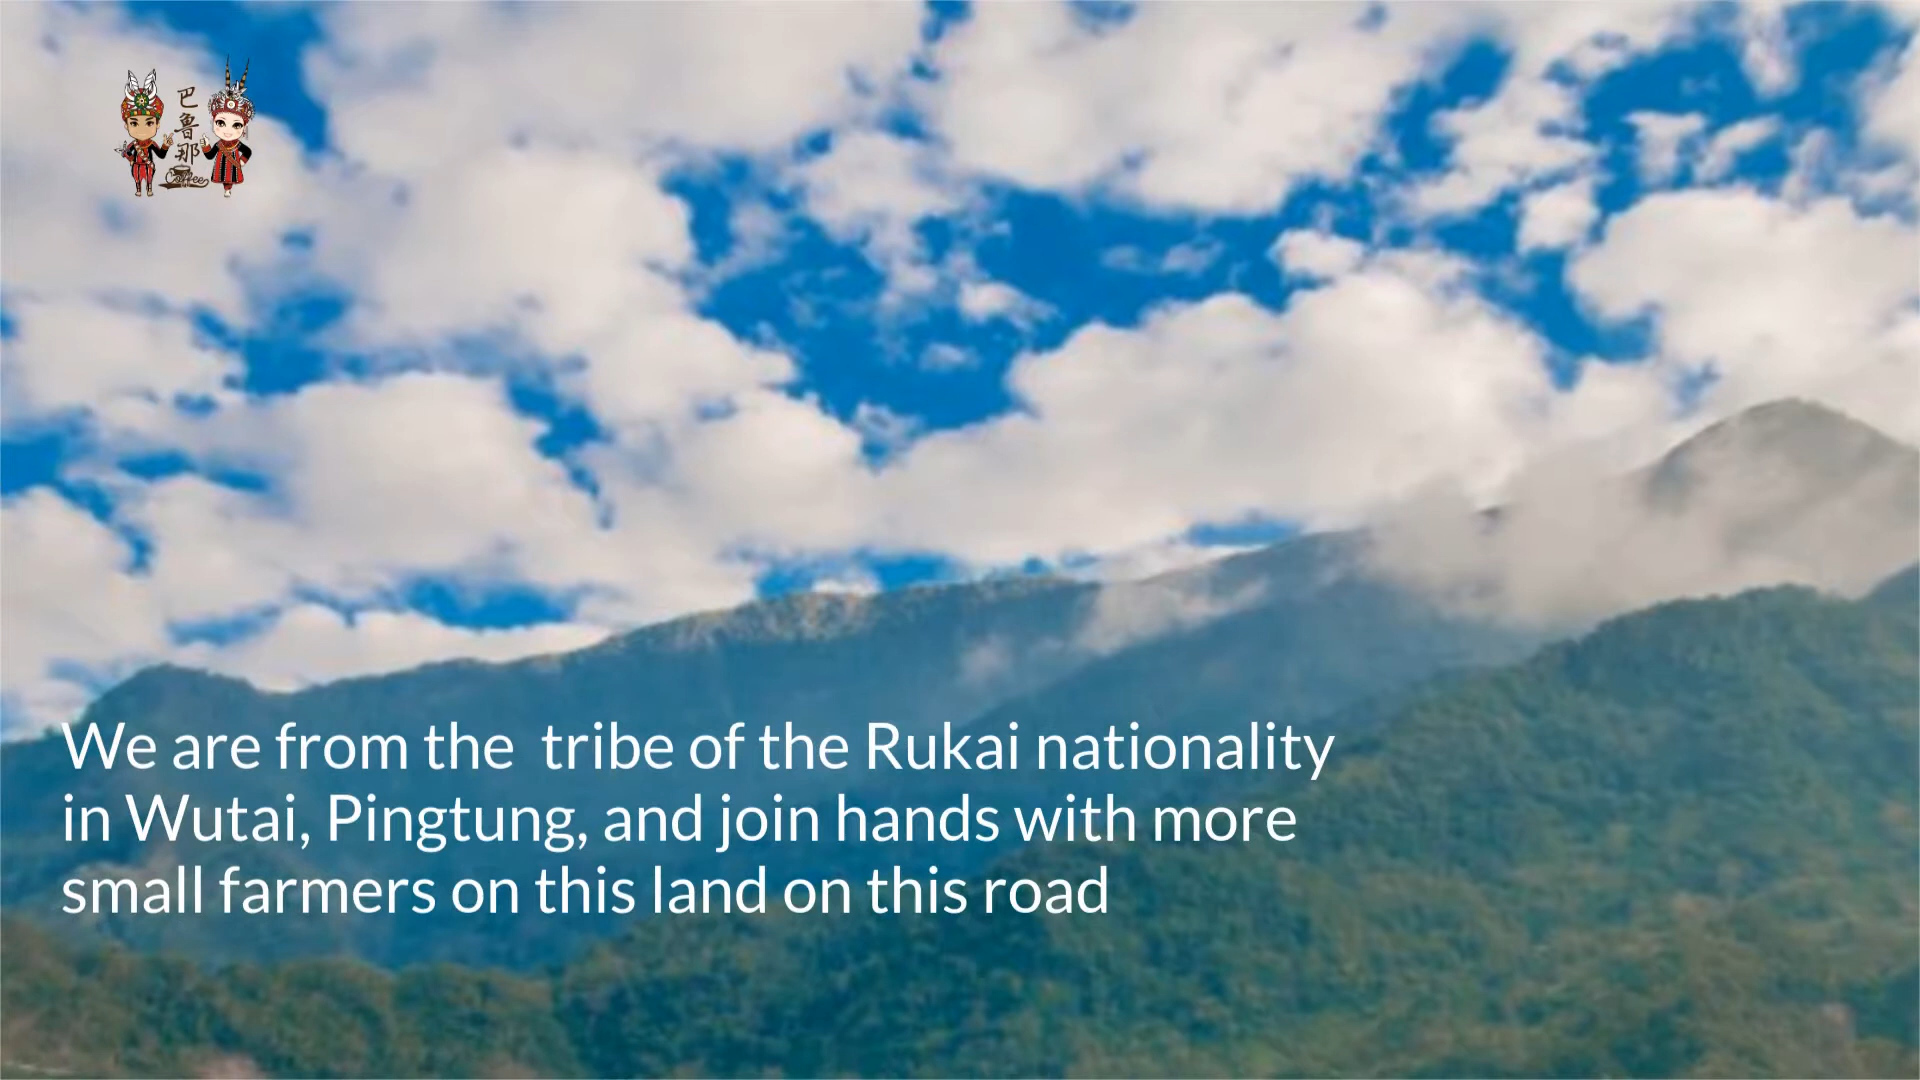 巴魯那
Coffee
We are from the  tribe of the Rukai nationality
in Wutai, Pingtung, and join hands with more
small farmers on this land on this road